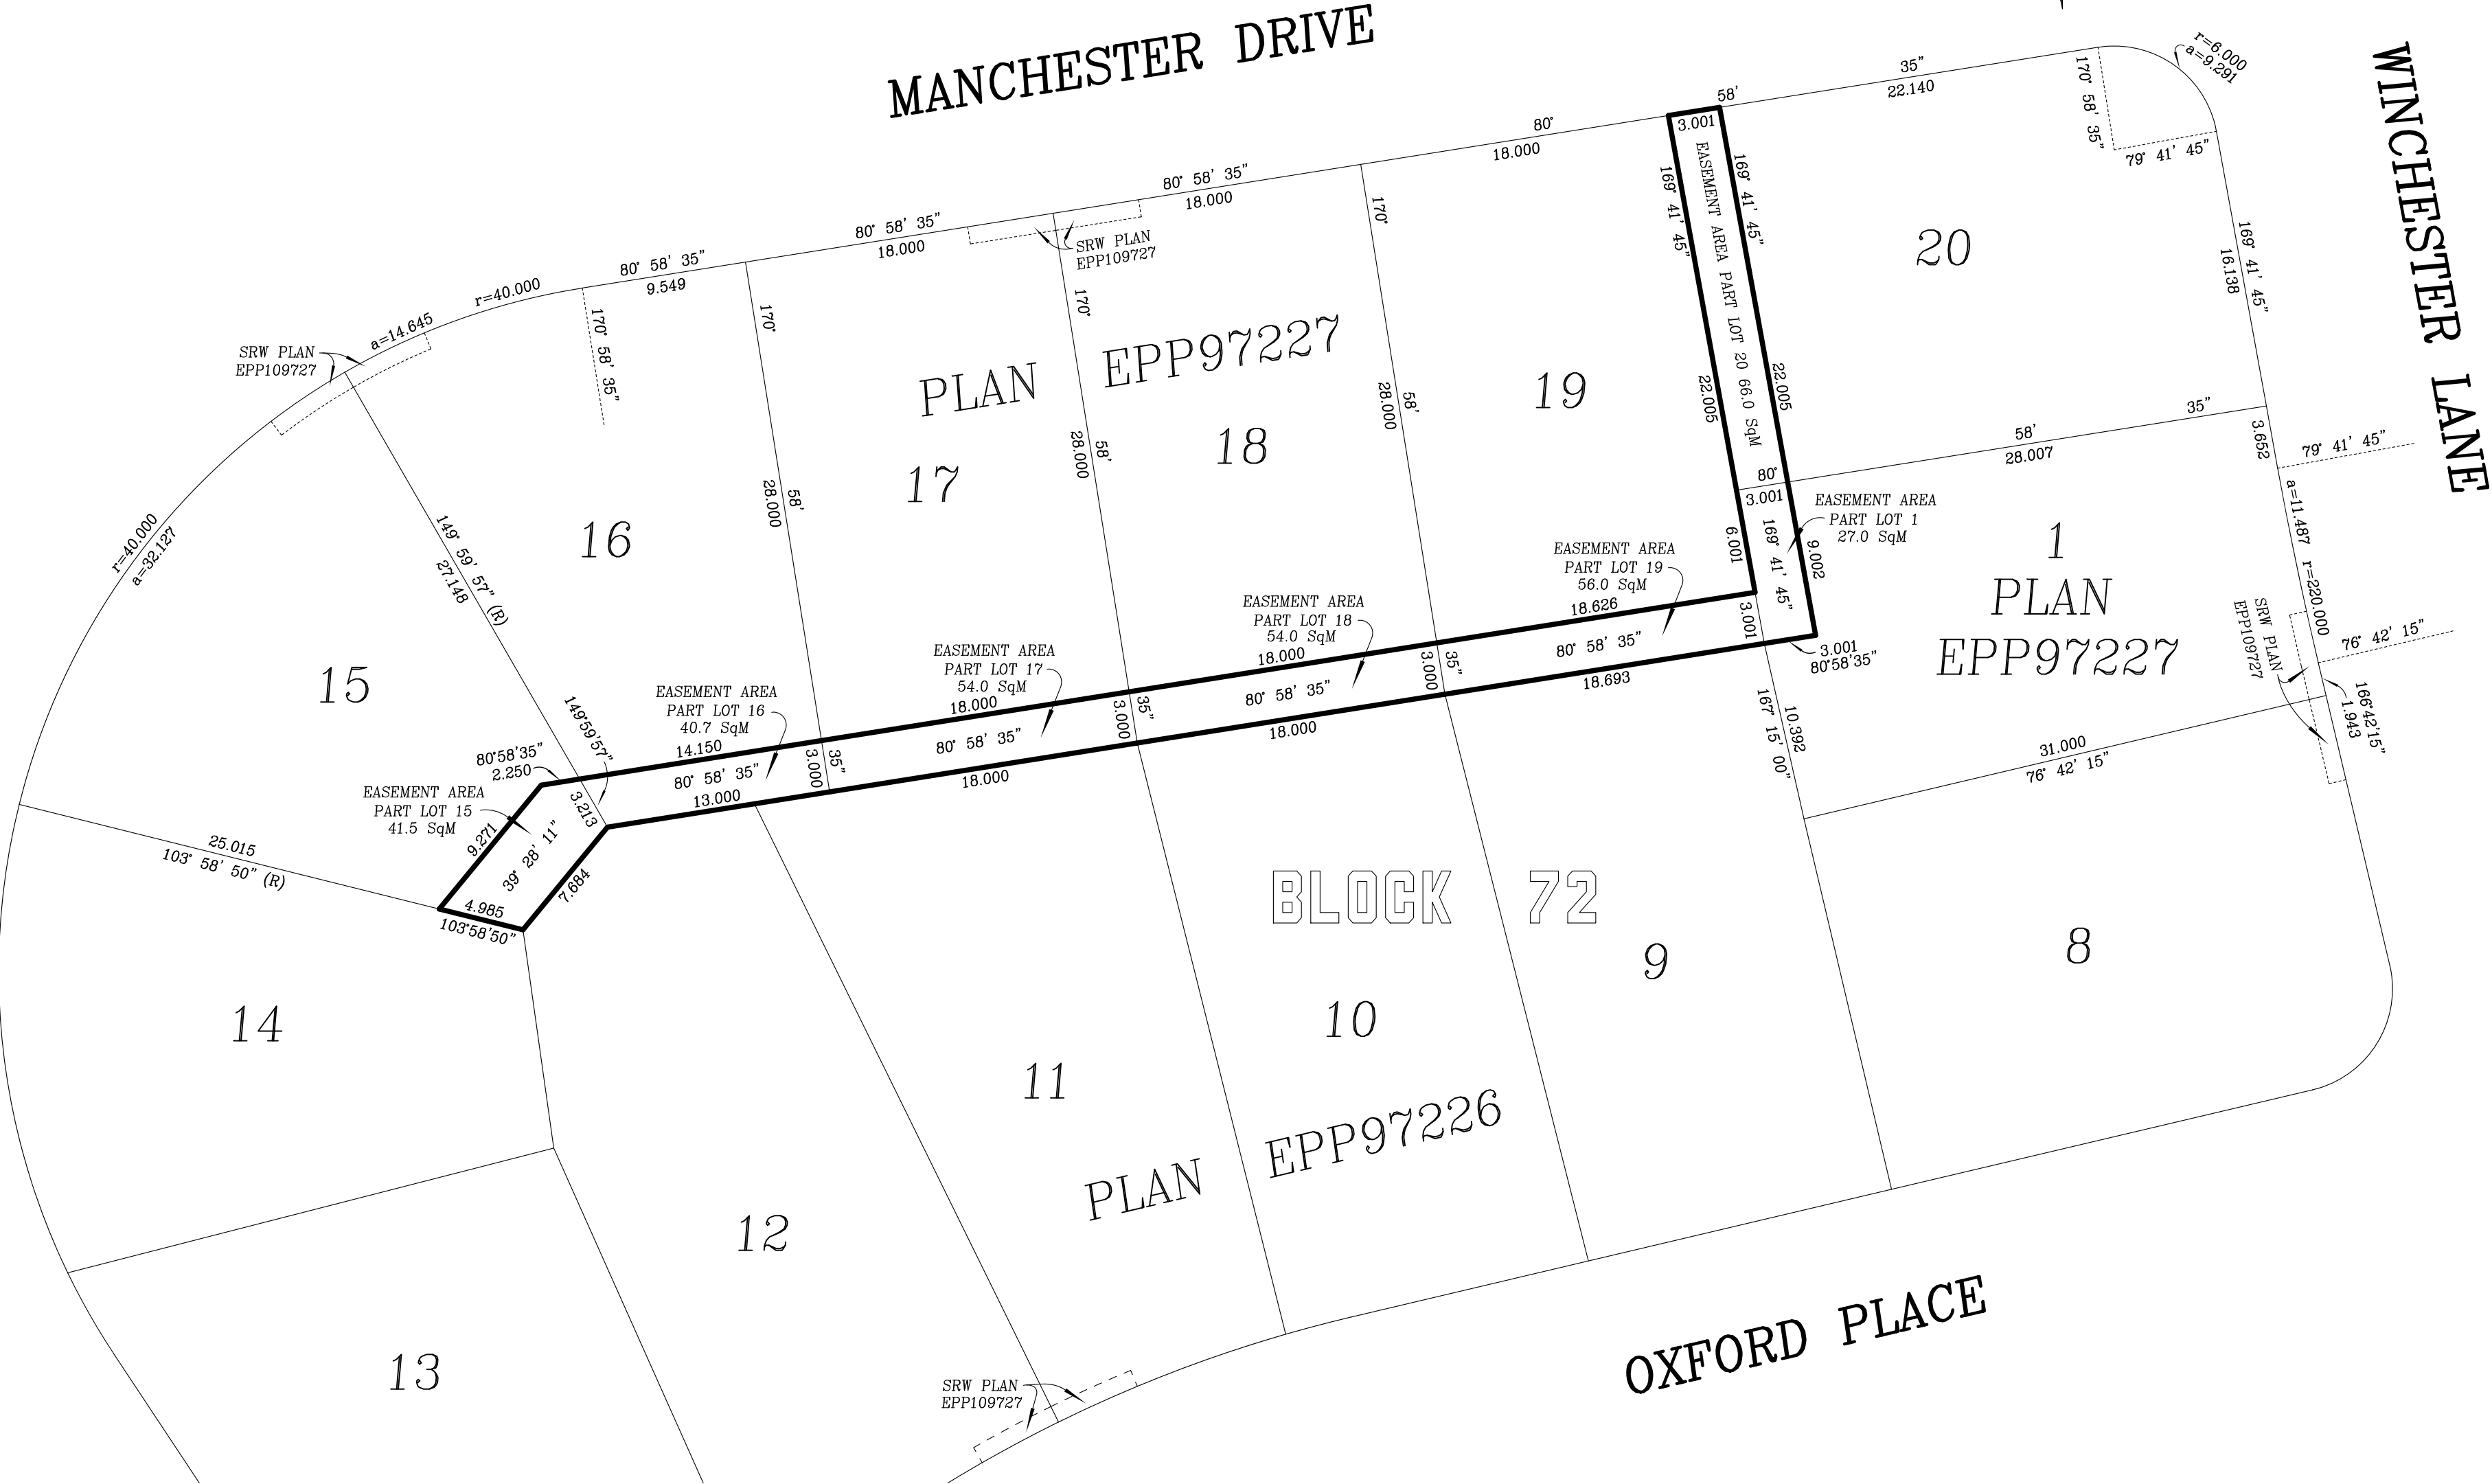 MANCHESTER DRIVE
WINCHESTER LANE
OXFORD PLACE
r=6.000
a=9.291
35”
22.140
170° 58’ 35”
79° 41’ 45”
58’
3.001
80°
18.000
80° 58’ 35”
18.000
80° 58’ 35”
18.000
80° 58’ 35”
9.549
r=40.000
a=14.645
SRW PLAN
EPP109727
SRW PLAN
EPP109727
170° 58’ 35”
170°
58’
28.000
35”
3.000
170°
58’
28.000
35”
3.000
170°
58’
28.000
35”
3.000
169° 41’ 45”
22.005
6.001
EASEMENT AREA PART LOT 20 66.0 SqM
169° 41’ 45”
22.005
20
169° 41’ 45”
16.138
PLAN EPP97227
19
18
17
16
15
r=40.000
a=32.127
149° 59’ 57” (R)
27.148
80°
58’
35”
3.001
28.007
3.652
79° 41’ 45”
a=11.487 r=220.000
EASEMENT AREA
PART LOT 1
27.0 SqM
169° 41’ 45”
9.002
1
PLAN
EPP97227
SRW PLAN
EPP109727
76° 42’ 15”
166°42’15”
1.943
31.000
76° 42’ 15”
EASEMENT AREA
PART LOT 19
56.0 SqM
18.626
80° 58’ 35”
18.693
3.001
3.001
80°58’35”
167° 15’ 00”
10.392
EASEMENT AREA
PART LOT 18
54.0 SqM
18.000
80° 58’ 35”
18.000
EASEMENT AREA
PART LOT 17
54.0 SqM
18.000
80° 58’ 35”
18.000
EASEMENT AREA
PART LOT 16
40.7 SqM
14.150
80° 58’ 35”
13.000
149°59’57”
3.213
80°58’35”
2.250
EASEMENT AREA
PART LOT 15
41.5 SqM
9.271
39° 28’ 11”
7.684
4.985
103°58’50”
25.015
103° 58’ 50” (R)
BLOCK 72
14
13
12
11
10
9
8
PLAN EPP97226
SRW PLAN
EPP109727